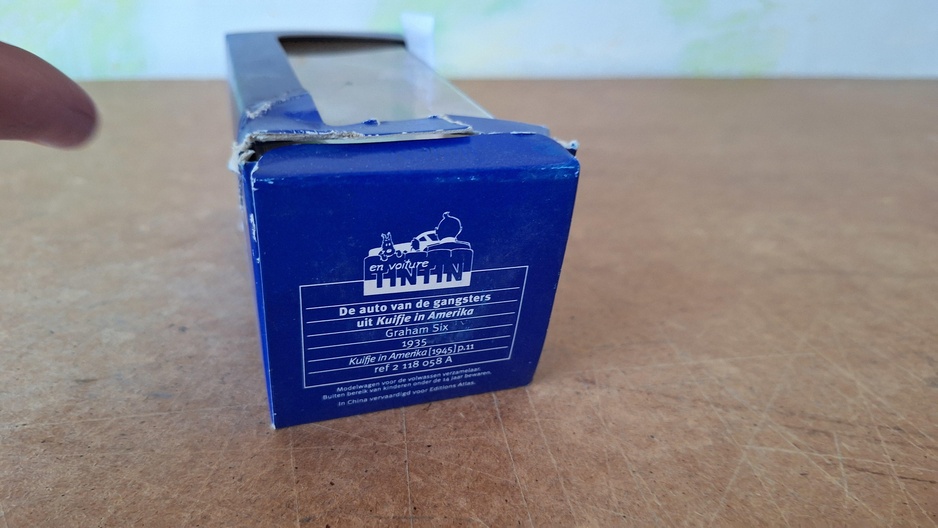 en voiture
TINTIN
De auto van de gangsters
uit Kuifje in Amerika
Graham Six
1935
Kuifje in Amerika [1945] p.11
ref 2 118 058 A
Modelwagen voor de volwassen verzamelaar.
Buiten bereik van kinderen onder de 14 jaar bewaren.
In China vervaardigd voor Editions Atlas.